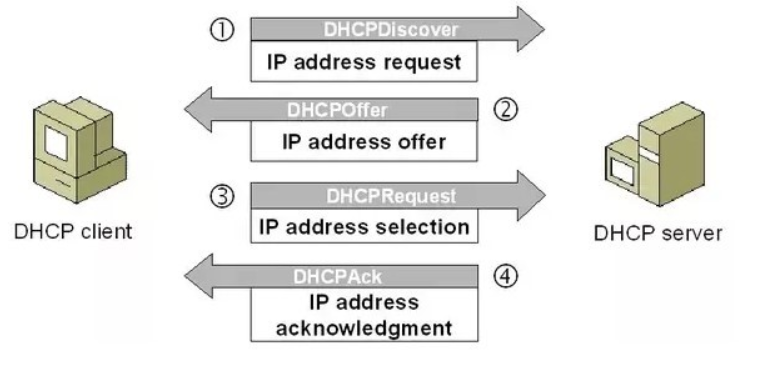 ① DHCPDiscover
IP address request
DHCPOffer ②
IP address offer
③ DHCPRequest
IP address selection
DHCP client
DHCP server
DHCPAck ④
IP address
acknowledgment